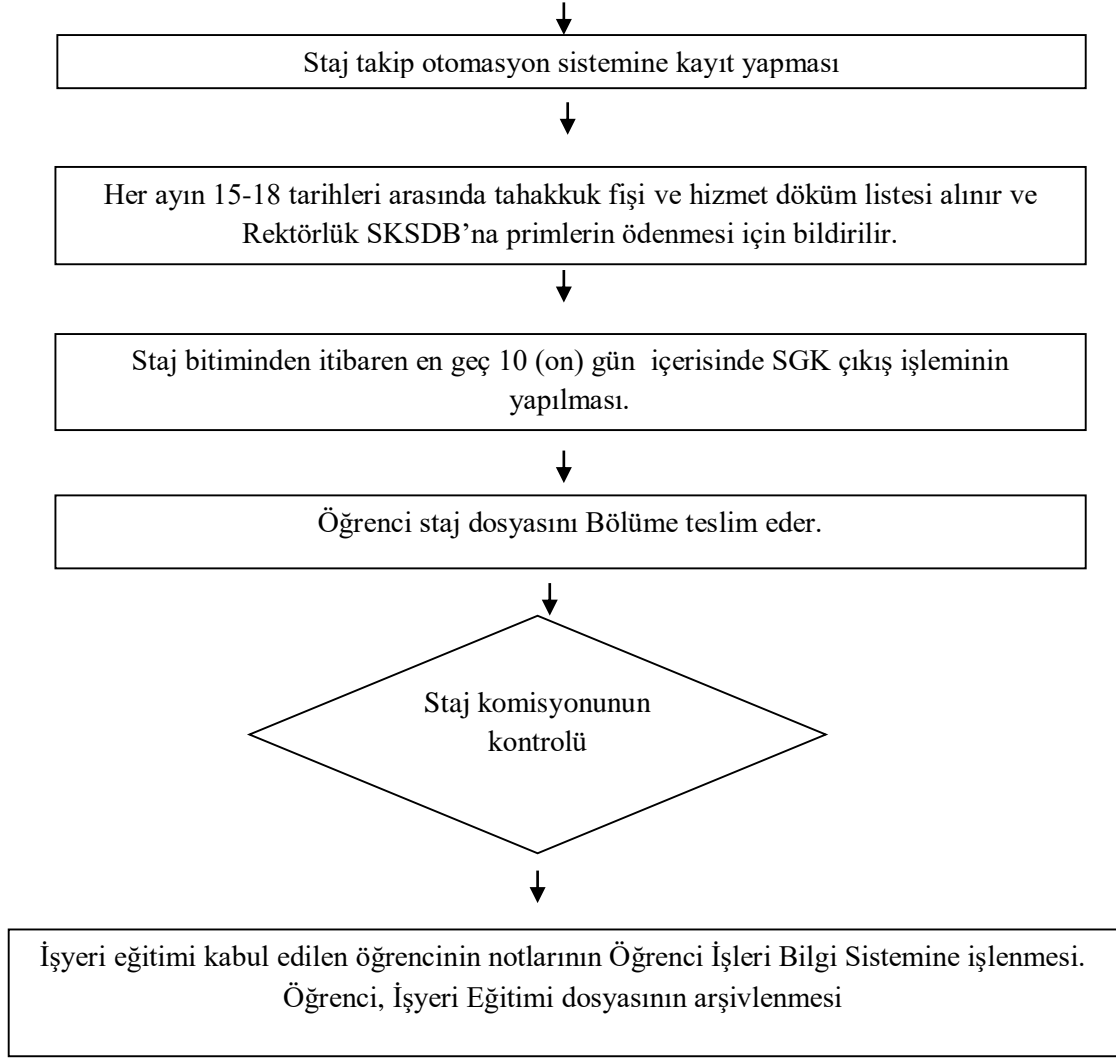 Staj takip otomasyon sistemine kayıt yapması
Her ayın 15-18 tarihleri arasında tahakkuk fişi ve hizmet döküm listesi alınır ve
Rektörlük SKSDB’na primlerin ödenmesi için bildirilir.
Staj bitiminden itibaren en geç 10 (on) gün  içerisinde SGK çıkış işleminin
yapılması.
Öğrenci staj dosyasını Bölüme teslim eder.
Staj komisyonunun
kontrolü
İşyeri eğitimi kabul edilen öğrencinin notlarının Öğrenci İşleri Bilgi Sistemine işlenmesi.
Öğrenci, İşyeri Eğitimi dosyasının arşivlenmesi